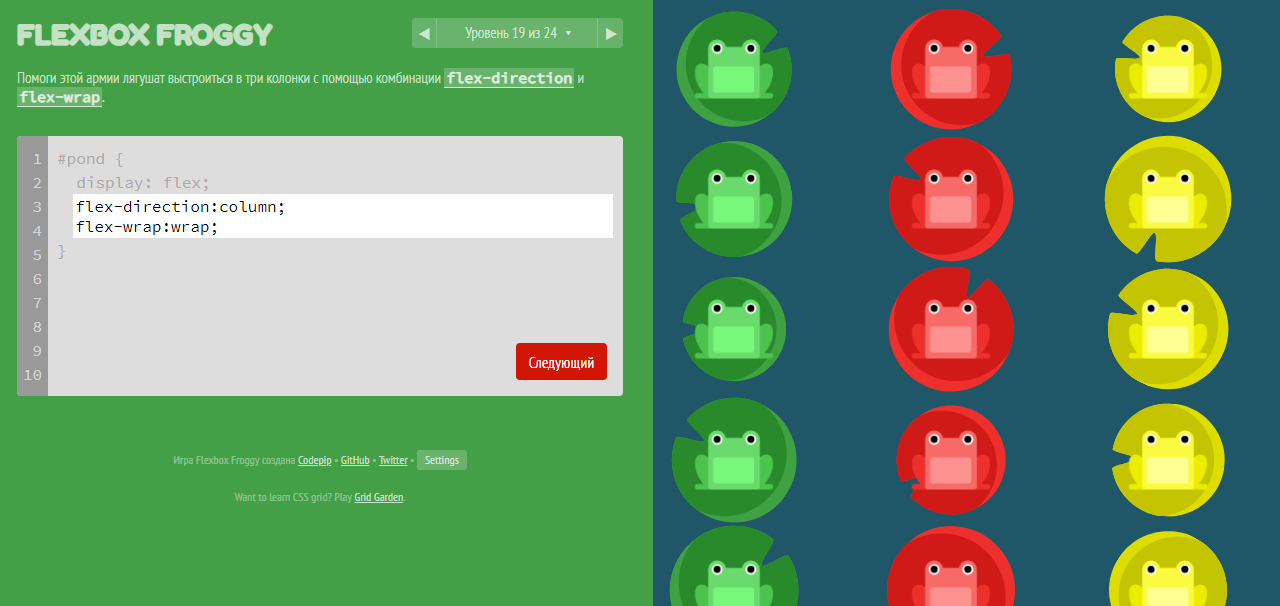 FLEXBOX FROGGY
◀ Уровень 19 из 24 ▼ ▶
Помоги этой армии лягушат выстроиться в три колонки с помощью комбинации flex-direction и
flex-wrap.
1 #pond {
2 display: flex;
3 flex-direction:column;
4 flex-wrap:wrap;
5 }
6
7
8
9
10
Следующий
Игра Flexbox Froggy создана Codepip • GitHub • Twitter • Settings
Want to learn CSS grid? Play Grid Garden.